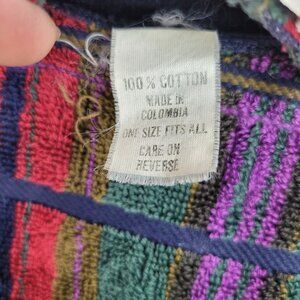 100% COTTON
MADE IN
COLOMBIA
ONE SIZE FITS ALL
CARE ON
REVERSE